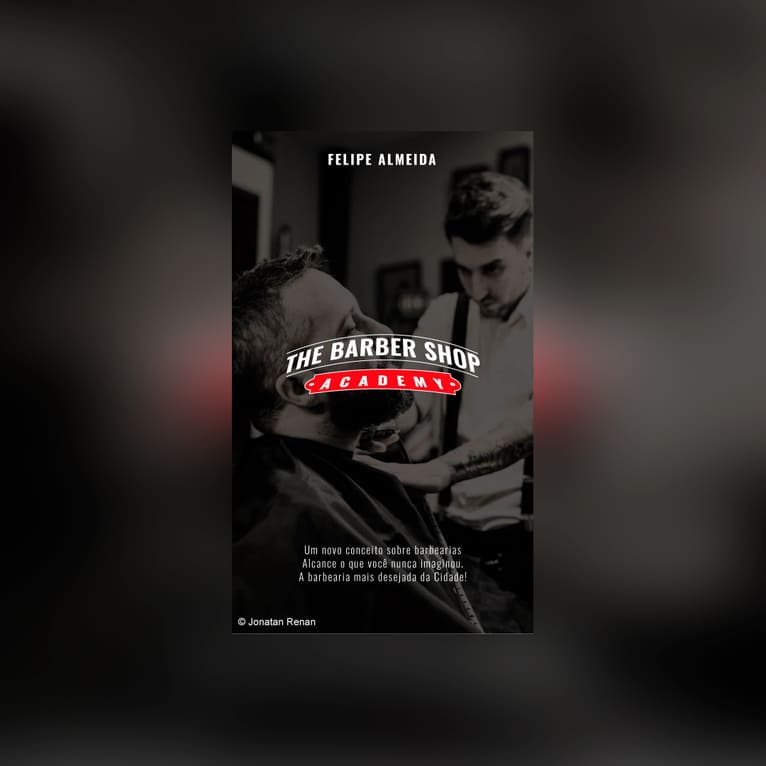 FELIPE ALMEIDA
THE BARBER SHOP
ACADEMY
Um novo conceito sobre barbearias
Alcance o que você nunca imaginou.
A barbearia mais desejada da Cidade!
© Jonatan Renan